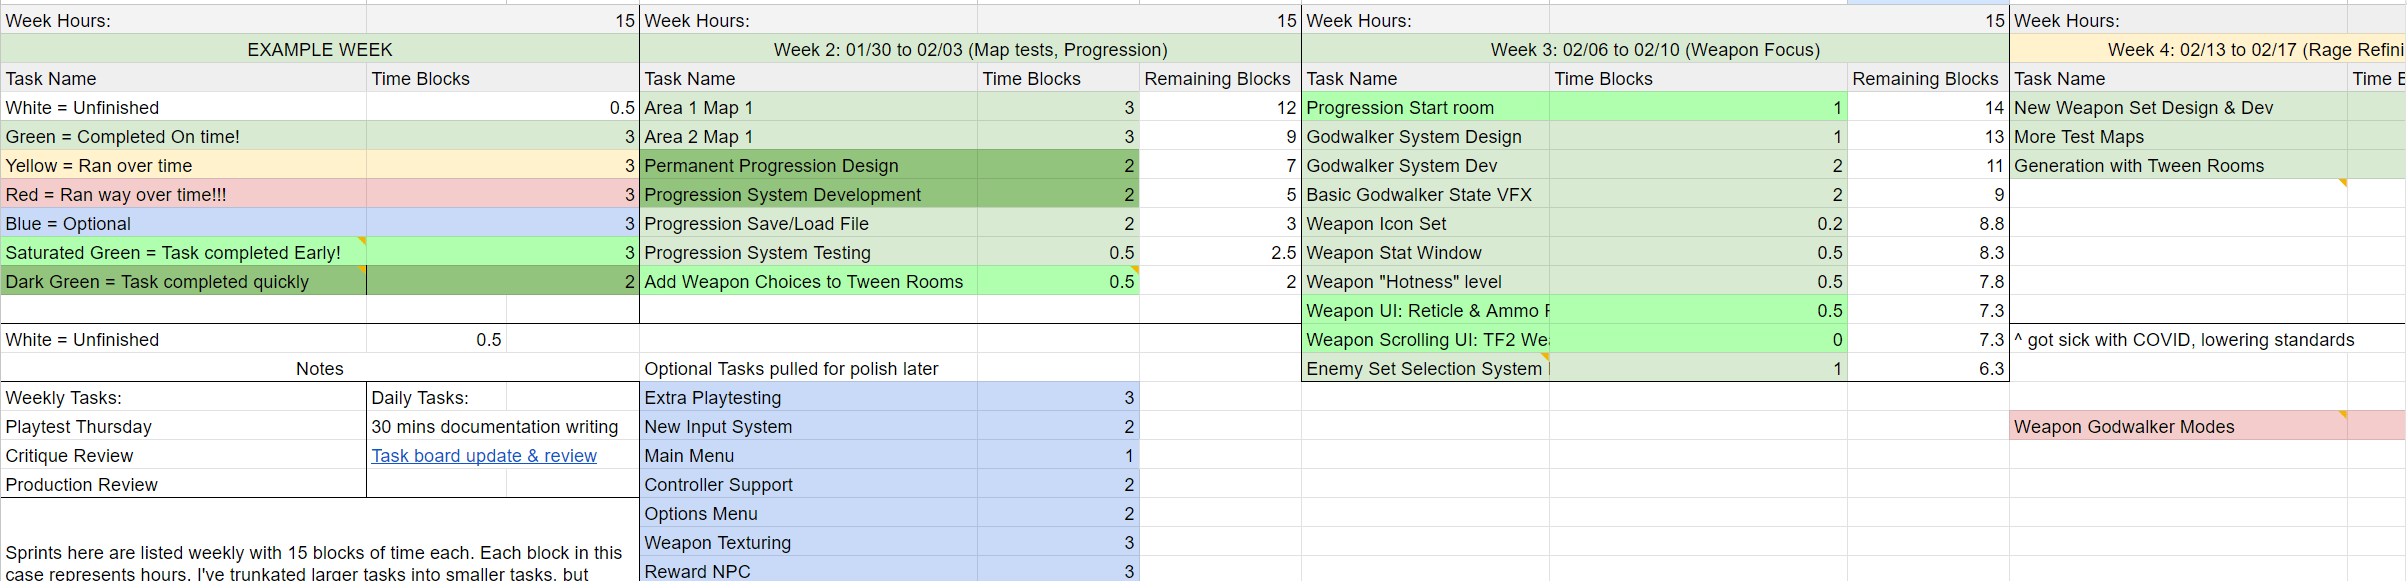 Week Hours: 15 Week Hours: 15 Week Hours: 15 Week Hours:
EXAMPLE WEEK Week 2: 01/30 to 02/03 (Map tests, Progression) Week 3: 02/06 to 02/10 (Weapon Focus) Week 4: 02/13 to 02/17 (Rage Refini
Task Name Time Blocks Task Name Time Blocks Remaining Blocks Task Name Time Blocks Remaining Blocks Task Name Time B
White = Unfinished 0.5 Area 1 Map 1 3 12 Progression Start room 1 14 New Weapon Set Design & Dev
Green = Completed On time! 3 Area 2 Map 1 3 9 Godwalker System Design 1 13 More Test Maps
Yellow = Ran over time 3 Permanent Progression Design 2 7 Godwalker System Dev 2 11 Generation with Tween Rooms
Red = Ran way over time!!! 3 Progression System Development 2 5 Basic Godwalker State VFX 2 9
Blue = Optional 3 Progression Save/Load File 2 3 Weapon Icon Set 0.2 8.8
Saturated Green = Task completed Early! 3 Progression System Testing 0.5 2.5 Weapon Stat Window 0.5 8.3
Dark Green = Task completed quickly 2 Add Weapon Choices to Tween Rooms 0.5 2 Weapon "Hotness" level 0.5 7.8
Weapon UI: Reticle & Ammo 0.5 7.3
White = Unfinished 0.5 Weapon Scrolling UI: TF2 Wea 0 7.3 ^ got sick with COVID, lowering standards
Notes Optional Tasks pulled for polish later Enemy Set Selection System 1 6.3
Weekly Tasks: Daily Tasks: Extra Playtesting 3
Playtest Thursday 30 mins documentation writing New Input System 2 Weapon Godwalker Modes
Critique Review Task board update & review Main Menu 1
Production Review Controller Support 2
Options Menu 2
Sprints here are listed weekly with 15 blocks of time each. Each block in this Weapon Texturing 3
case represents hours. I've trunkated larger tasks into smaller tasks, but Reward NPC 3